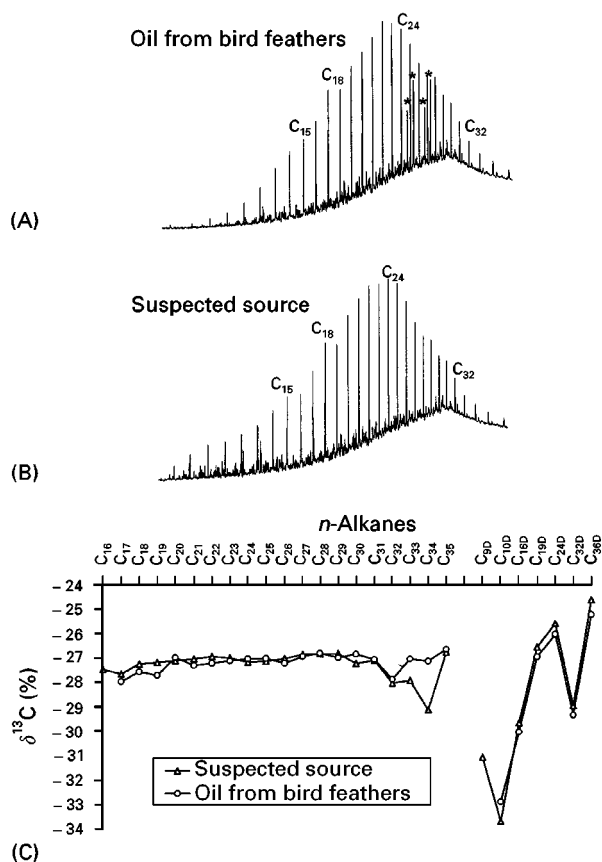 Oil from bird feathers
C24
C18
C15
C32
* * * *
(A)
Suspected source
C24
C18
C15
C32
(B)
n-Alkanes
C16 C17 C18 C19 C20 C21 C22 C23 C24 C25 C26 C27 C28 C29 C30 C31 C32 C33 C34 C35 C9D C10D C16D C19D C24D C32D C36D
−24
−25
−26
−27
−28
−29
−31
−32
−33
−34
δ13C (%)
Suspected source
Oil from bird feathers
(C)